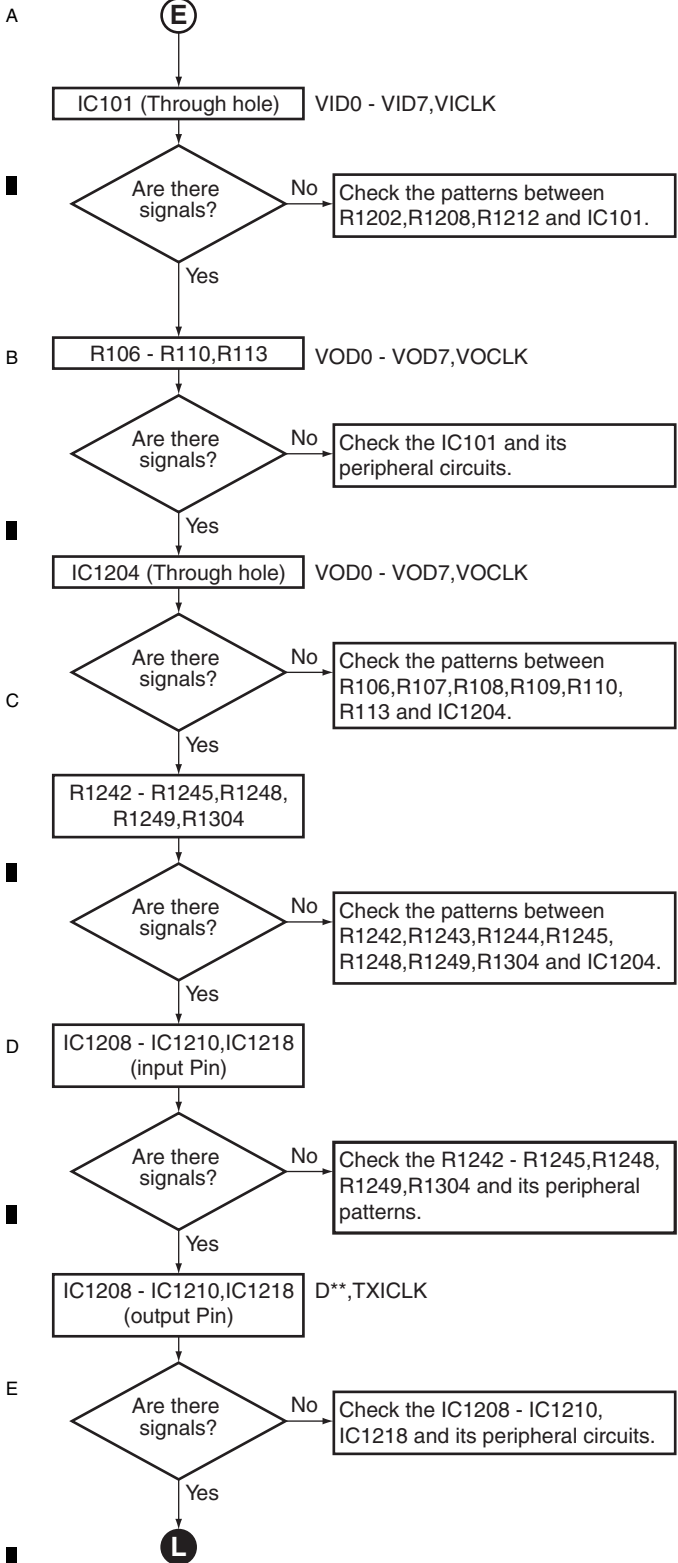 A
E
IC101 (Through hole) VID0 - VID7,VICLK
Are there
signals?
No
Check the patterns between
R1202,R1208,R1212 and IC101.
Yes
B
R106 - R110,R113 VOD0 - VOD7,VOCLK
Are there
signals?
No
Check the IC101 and its
peripheral circuits.
Yes
IC1204 (Through hole) VOD0 - VOD7,VOCLK
Are there
signals?
No
Check the patterns between
R106,R107,R108,R109,R110,
R113 and IC1204.
C
Yes
R1242 - R1245,R1248,
R1249,R1304
Are there
signals?
No
Check the patterns between
R1242,R1243,R1244,R1245,
R1248,R1249,R1304 and IC1204.
Yes
D
IC1208 - IC1210,IC1218
(input Pin)
Are there
signals?
No
Check the R1242 - R1245,R1248,
R1249,R1304 and its peripheral
patterns.
Yes
IC1208 - IC1210,IC1218
(output Pin)
D**,TXICLK
E
Are there
signals?
No
Check the IC1208 - IC1210,
IC1218 and its peripheral circuits.
Yes
L